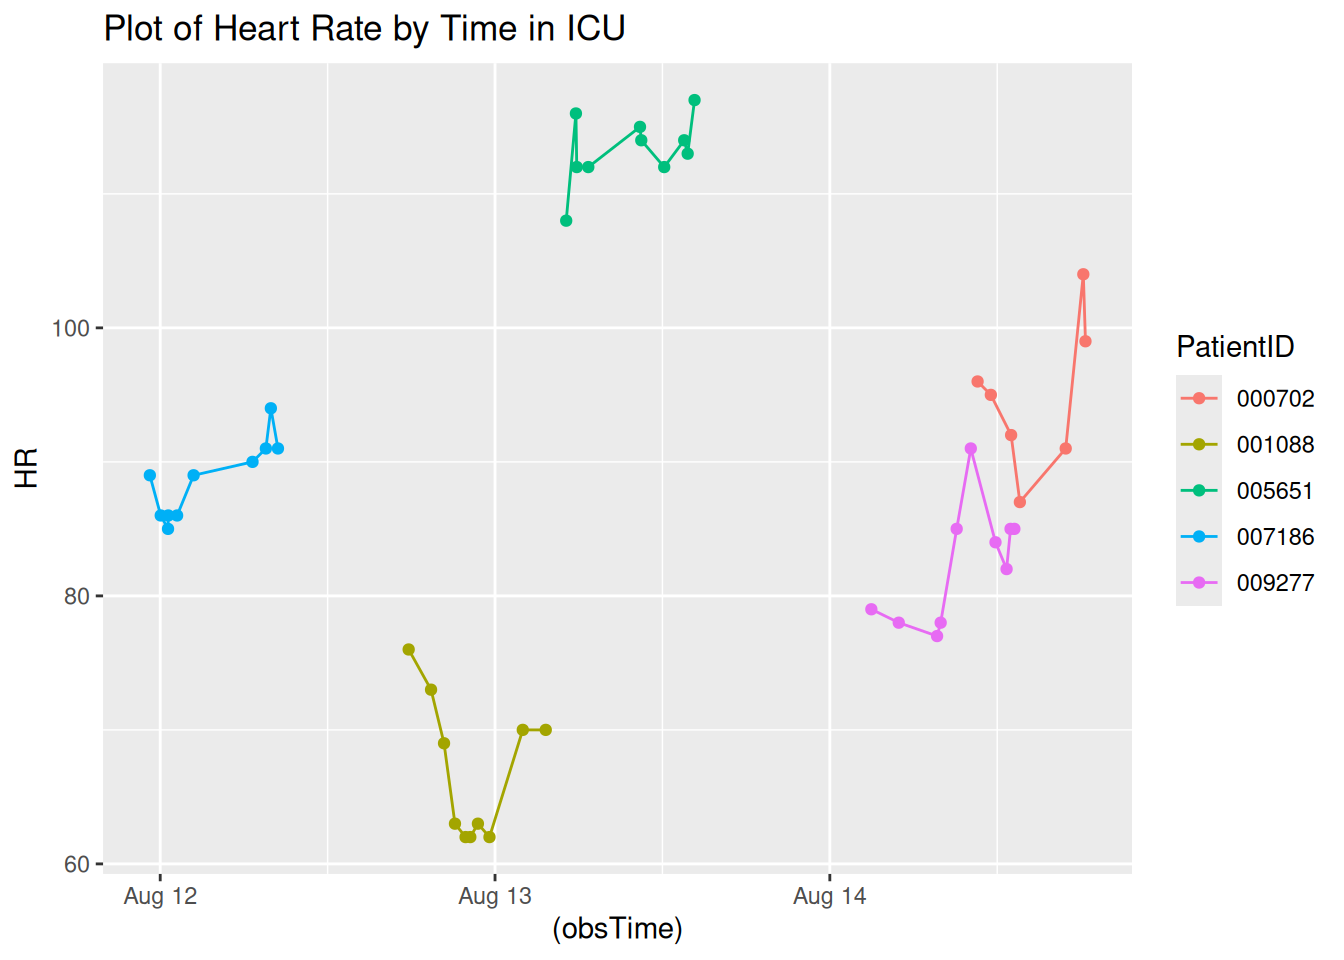 Plot of Heart Rate by Time in ICU
HR
100
80
60
Aug 12
Aug 13
Aug 14
(obsTime)
PatientID
000702
001088
005651
007186
009277